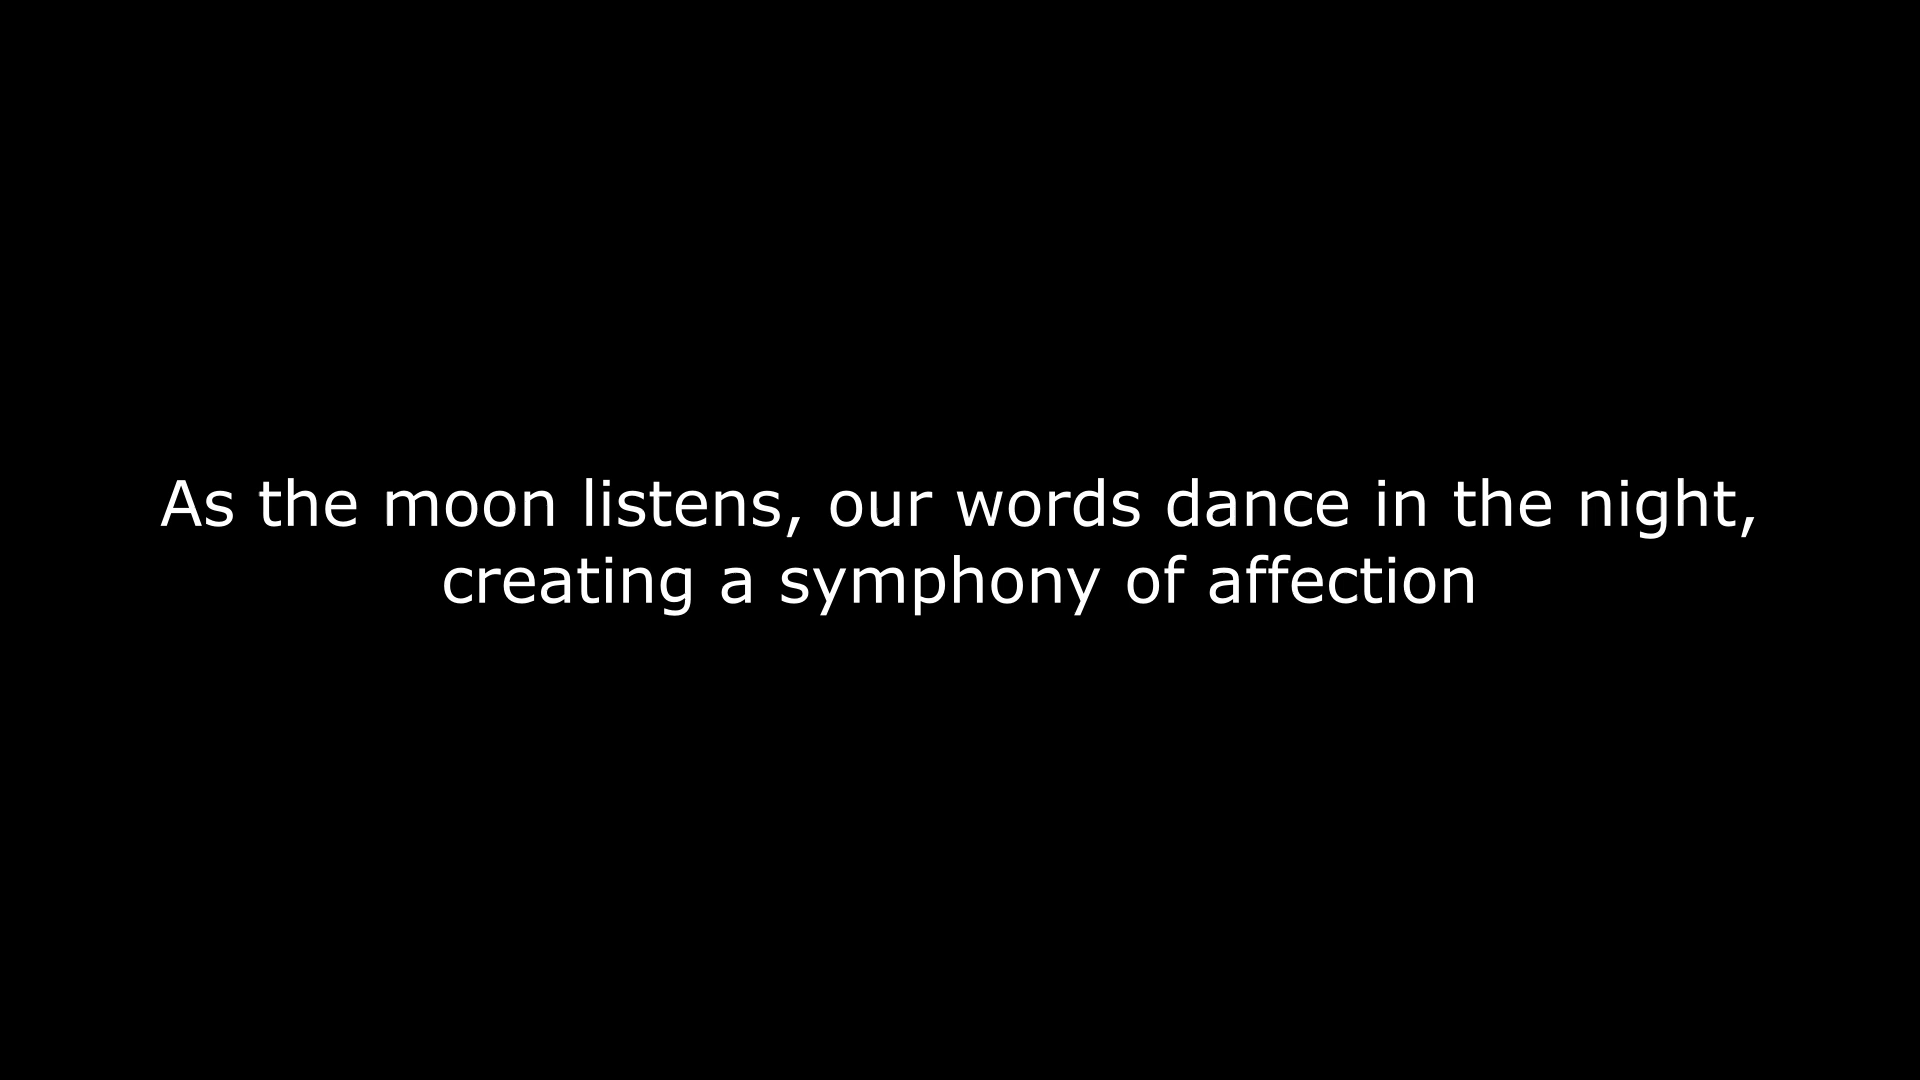 As the moon listens, our words dance in the night,
creating a symphony of affection